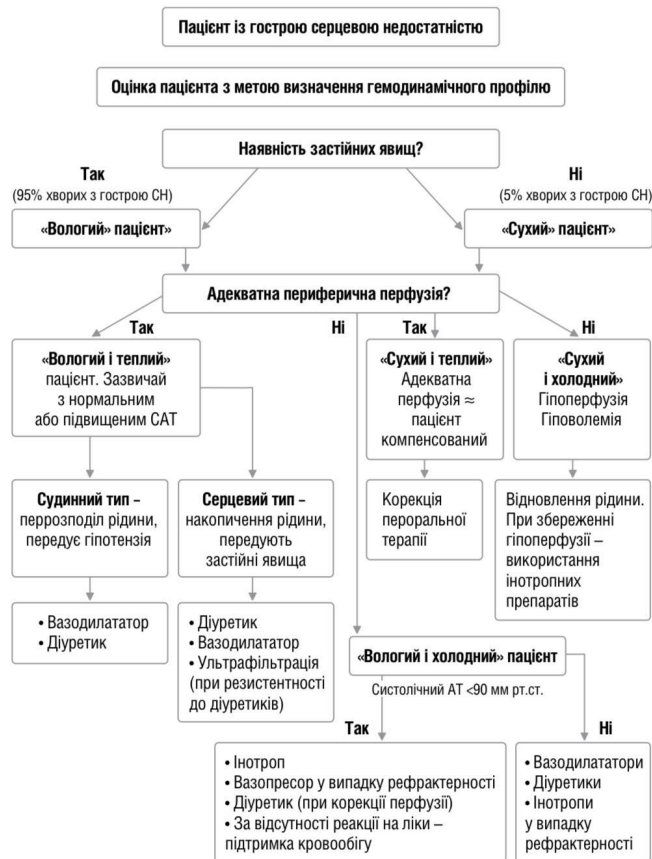 Пацієнт із гострою серцевою недостатністю
Оцінка пацієнта з метою визначення гемодинамічного профілю
Наявність застійних явищ?
Так
(95% хворих з гострою СН)
Ні
(5% хворих з гострою СН)
«Вологий» пацієнт»
«Сухий» пацієнт»
Адекватна периферична перфузія?
Так
Ні
Так
Ні
«Вологий і теплий»
пацієнт. Зазвичай
з нормальним
або підвищеним САТ
«Сухий і теплий»
Адекватна
перфузія ≈
пацієнт
компенсований
«Сухий
і холодний»
Гіпоперфузія
Гіповолемія
Судинний тип –
перрозподіл рідини,
передує гіпотензія
Серцевий тип –
накопичення рідини,
передують
застійні явища
Корекція
пероральної
терапії
Відновлення рідини.
При збереженні
гіпоперфузії –
використання
інотропних
препаратів
• Вазодилататор
• Діуретик
• Діуретик
• Вазодилататор
• Ультрафільтрація
(при резистентності
до діуретиків)
«Вологий і холодний» пацієнт
Систолічний АТ <90 мм рт.ст.
Так
Ні
• Інотроп
• Вазопресор у випадку рефрактерності
• Діуретик (при корекції перфузії)
• За відсутності реакції на ліки –
підтримка кровообігу
• Вазодилататори
• Діуретики
• Інотропи
у випадку
рефрактерності